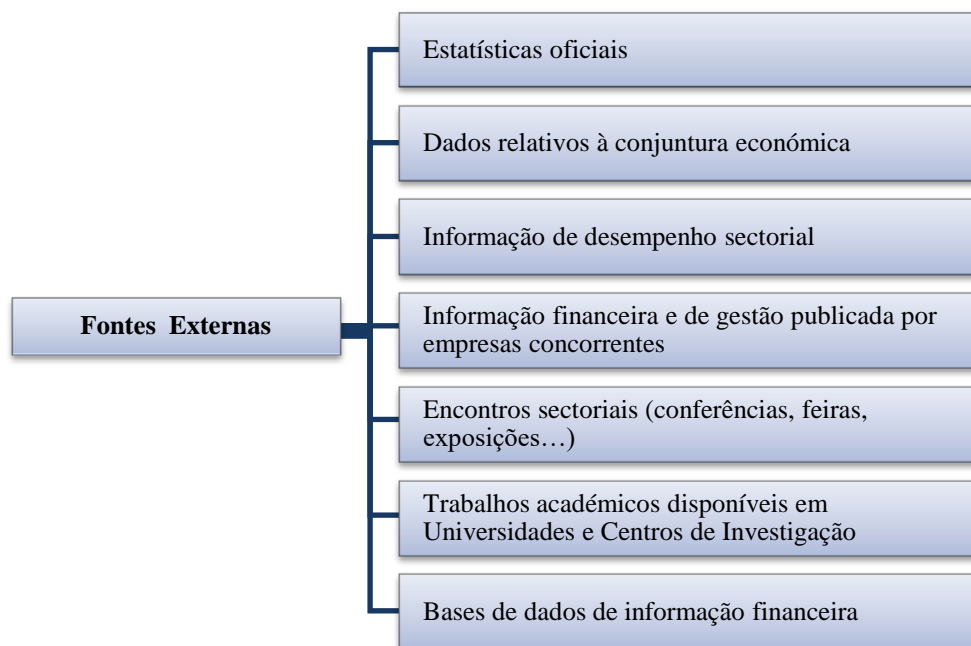 Estatísticas oficiais
Dados relativos à conjuntura económica
Informação de desempenho sectorial
Fontes Externas
Informação financeira e de gestão publicada por
empresas concorrentes
Encontros sectoriais (conferências, feiras,
exposições…)
Trabalhos académicos disponíveis em
Universidades e Centros de Investigação
Bases de dados de informação financeira